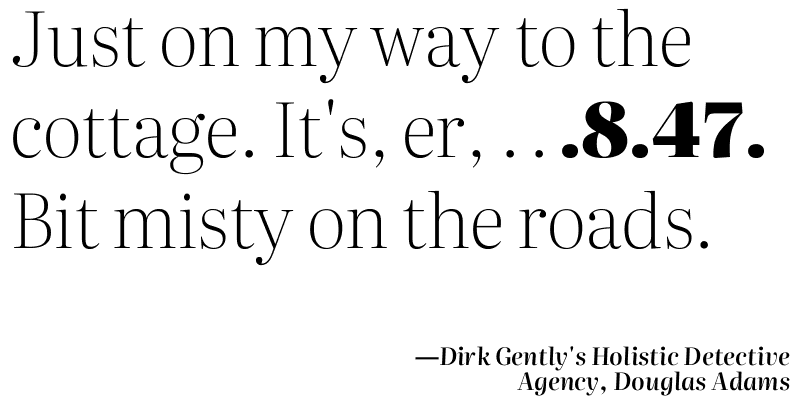 Just on my way to the
cottage. It's, er, . . .8.47.
Bit misty on the roads.
—Dirk Gently's Holistic Detective
Agency, Douglas Adams